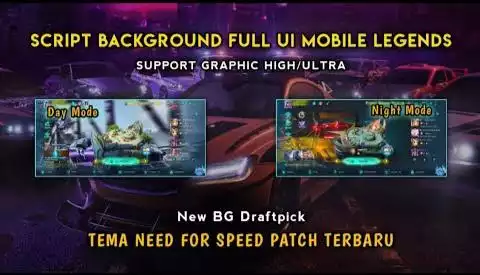 SCRIPT BACKGROUND FULL UI MOBILE LEGENDS
SUPPORT GRAPHIC HIGH/ULTRA
Day Mode
Night Mode
New BG Draftpick
TEMA NEED FOR SPEED PATCH TERBARU